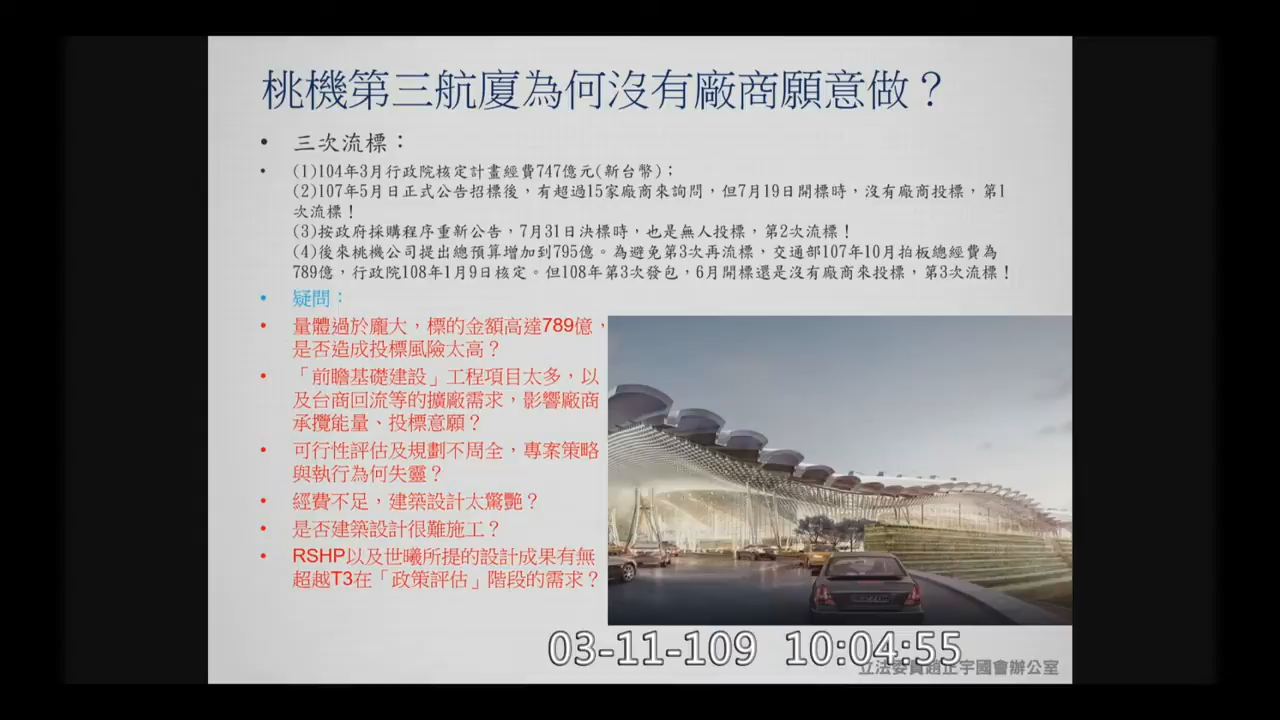 桃機第三航廈為何沒有廠商願意做？
• 三次流標：
• (1)104年3月行政院核定計畫經費747億元(新台幣)；
(2)107年5月日正式公告招標後，有超過15家廠商來詢問，但7月19日開標時，沒有廠商投標，第1
次流標！
(3)按政府採購程序重新公告，7月31日決標時，也是無人投標，第2次流標！
(4)後來桃機公司提出總預算增加到795億。為避免第3次再流標，交通部107年10月拍板總經費為
789億，行政院108年1月9日核定。但108年第3次發包，6月開標還是沒有廠商來投標，第3次流標！
• 疑問：
• 量體過於龐大，標的金額高達789億，
是否造成投標風險太高？
• 「前瞻基礎建設」工程項目太多，以
及台商回流等的擴廠需求，影響廠商
承攬能量、投標意願？
• 可行性評估及規劃不周全，專案策略
與執行為何失靈？
• 經費不足，建築設計太驚艷？
• 是否建築設計很難施工？
• RSHP以及世曦所提的設計成果有無
超越T3在「政策評估」階段的需求？
03-11-109 10:04:55
立法委員趙正宇國會辦公室